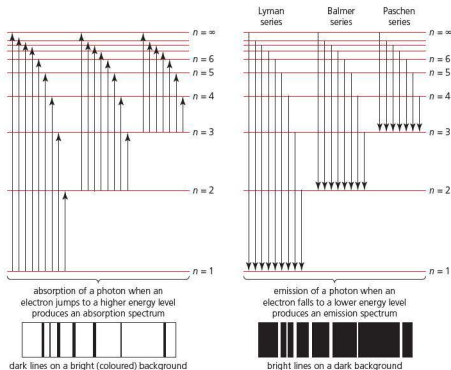 Lyman series
Balmer series
Paschen series
n = ∞
n = 6
n = 5
n = 4
n = 3
n = 2
n = 1
n = ∞
n = 6
n = 5
n = 4
n = 3
n = 2
n = 1
absorption of a photon when an
electron jumps to a higher energy level
produces an absorption spectrum
dark lines on a bright (coloured) background
emission of a photon when an
electron falls to a lower energy level
produces an emission spectrum
bright lines on a dark background